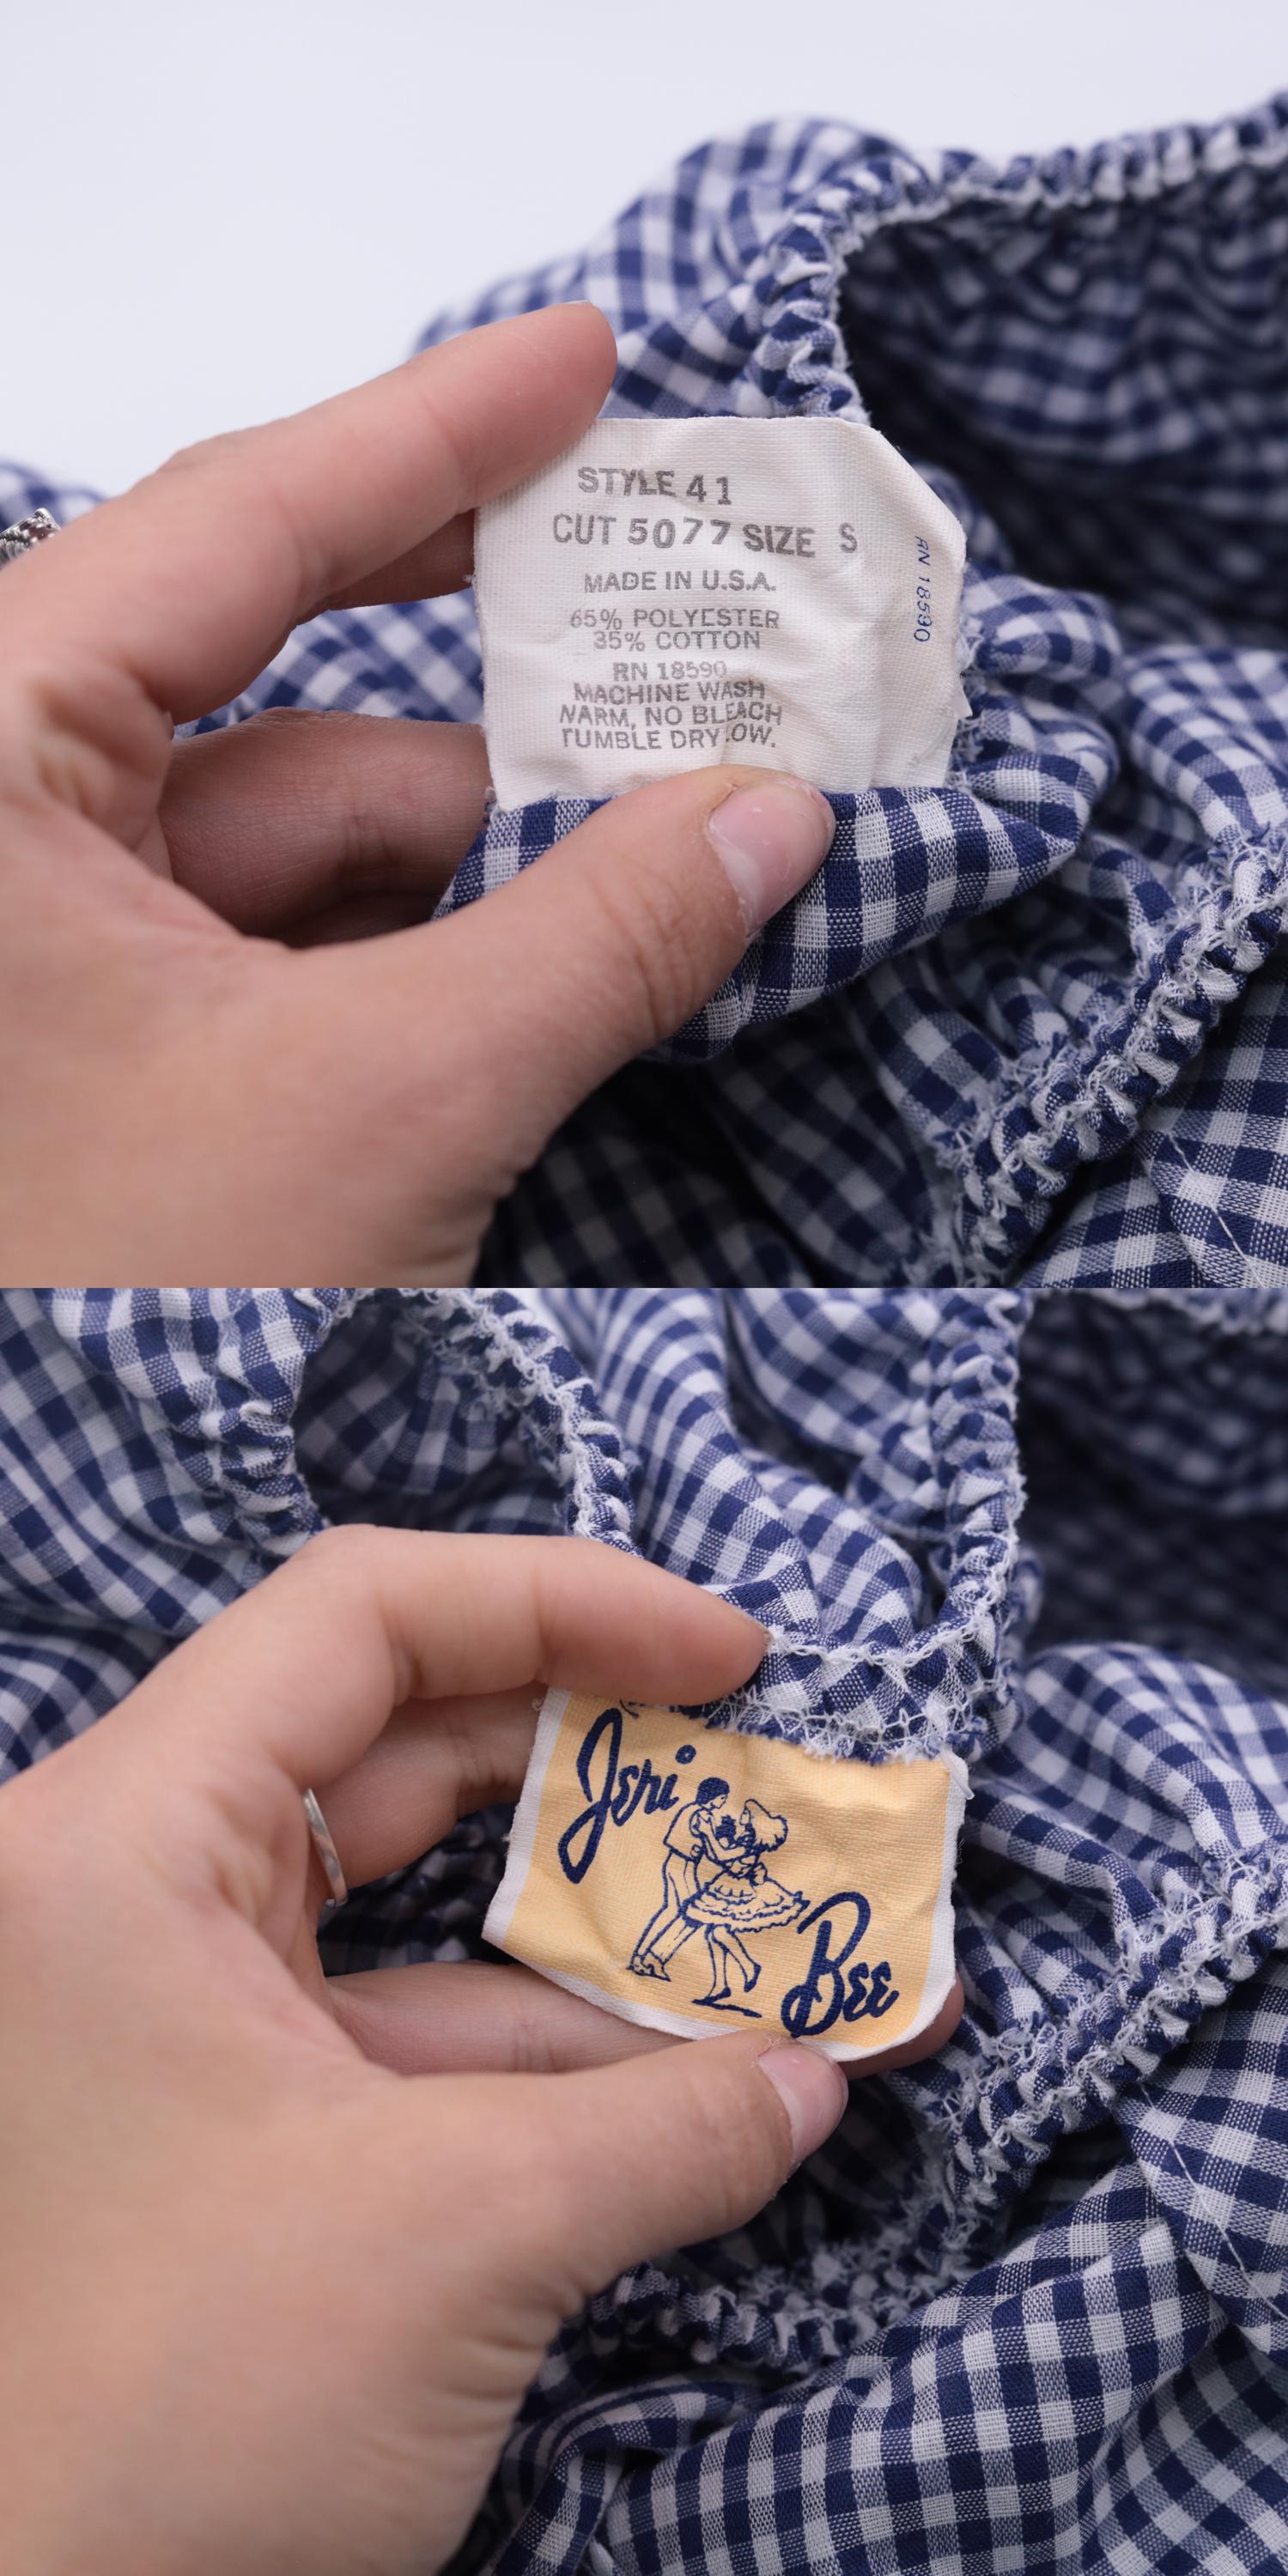 STYLE 41
CUT 5077 SIZE S
MADE IN U.S.A.
65% POLYESTER
35% COTTON
RN 18590
MACHINE WASH
WARM, NO BLEACH
TUMBLE DRY LOW.
RN 18590
Jeri
Bee